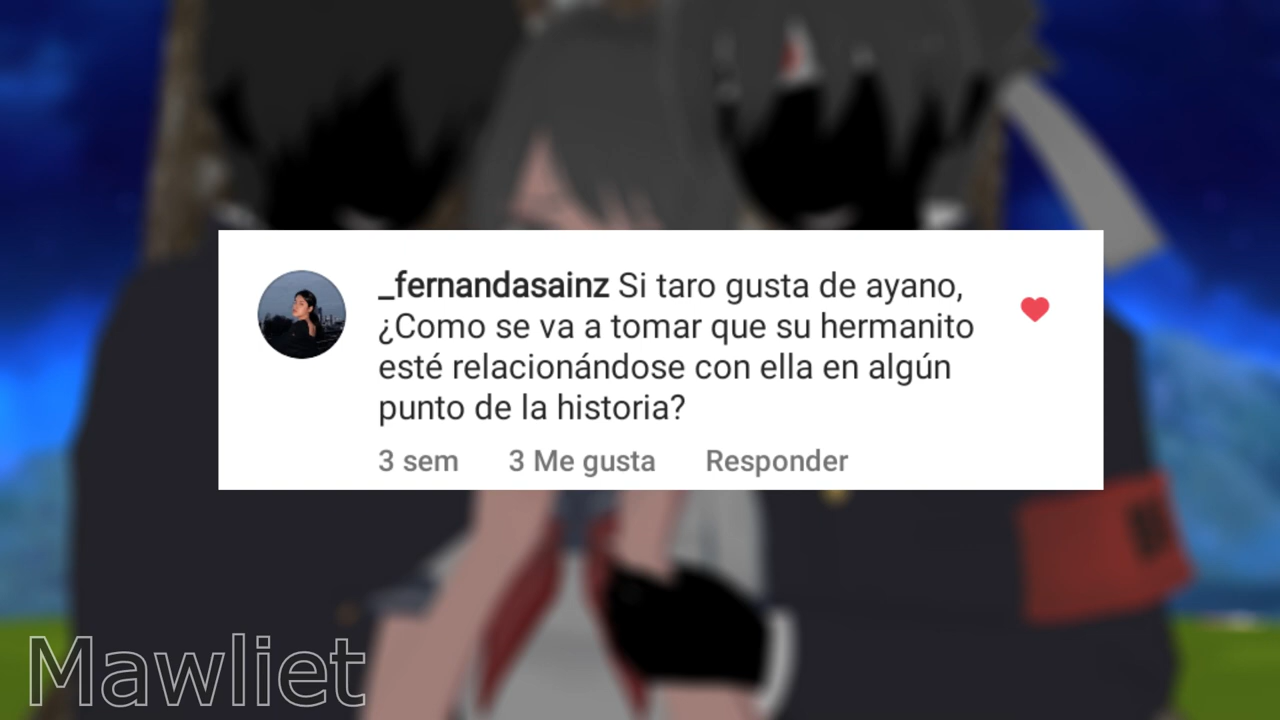 _fernandasainz Si taro gusta de ayano,
¿Como se va a tomar que su hermanito
esté relacionándose con ella en algún
punto de la historia?
3 sem 3 Me gusta Responder
Mawliet